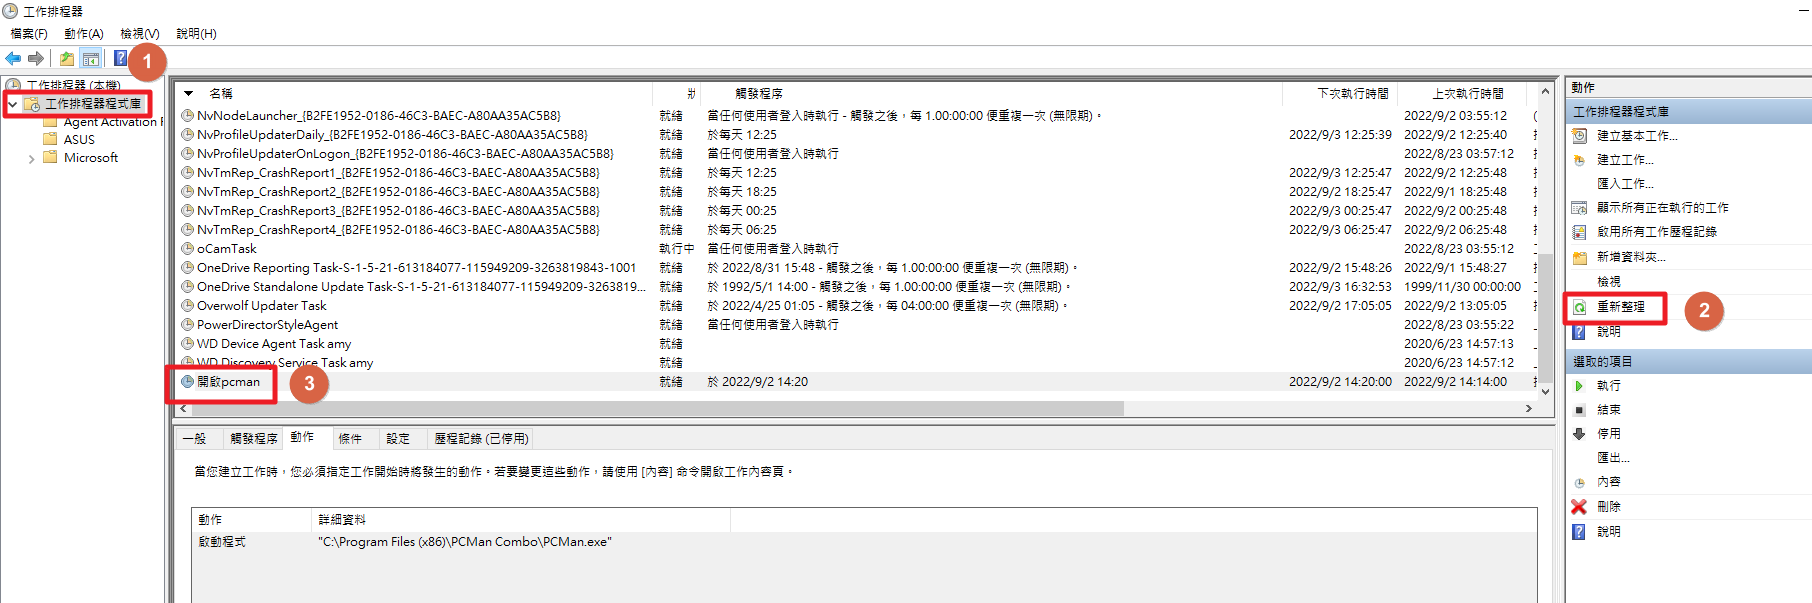 工作排程器
檔案(F) 動作(A) 檢視(V) 說明(H)
1
工作排程器 (本機)
工作排程器程式庫
Agent Activation
ASUS
Microsoft
名稱 狀 觸發程序 下次執行時間 上次執行時間
NvNodeLauncher_{B2FE1952-0186-46C3-BAEC-A80AA35AC5B8} 就緒 當任何使用者登入時執行 - 觸發之後，每 1.00:00:00 便重複一次 (無限期)。 2022/9/2 03:55:12
NvProfileUpdaterDaily_{B2FE1952-0186-46C3-BAEC-A80AA35AC5B8} 就緒 於每天 12:25 2022/9/3 12:25:39 2022/9/2 12:25:40
NvProfileUpdaterOnLogon_{B2FE1952-0186-46C3-BAEC-A80AA35AC5B8} 就緒 當任何使用者登入時執行 2022/8/23 03:57:12
NvTmRep_CrashReport1_{B2FE1952-0186-46C3-BAEC-A80AA35AC5B8} 就緒 於每天 12:25 2022/9/3 12:25:47 2022/9/2 12:25:48
NvTmRep_CrashReport2_{B2FE1952-0186-46C3-BAEC-A80AA35AC5B8} 就緒 於每天 18:25 2022/9/2 18:25:47 2022/9/1 18:25:48
NvTmRep_CrashReport3_{B2FE1952-0186-46C3-BAEC-A80AA35AC5B8} 就緒 於每天 00:25 2022/9/3 00:25:47 2022/9/2 00:25:48
NvTmRep_CrashReport4_{B2FE1952-0186-46C3-BAEC-A80AA35AC5B8} 就緒 於每天 06:25 2022/9/3 06:25:47 2022/9/2 06:25:48
oCamTask 執行中 當任何使用者登入時執行 2022/8/23 03:55:12
OneDrive Reporting Task-S-1-5-21-613184077-115949209-3263819843-1001 就緒 於 2022/8/31 15:48 - 觸發之後，每 1.00:00:00 便重複一次 (無限期)。 2022/9/2 15:48:26 2022/9/1 15:48:27
OneDrive Standalone Update Task-S-1-5-21-613184077-115949209-3263819... 就緒 於 1992/5/1 14:00 - 觸發之後，每 1.00:00:00 便重複一次 (無限期)。 2022/9/3 16:32:53 1999/11/30 00:00:00
Overwolf Updater Task 就緒 於 2022/4/25 01:05 - 觸發之後，每 04:00:00 便重複一次 (無限期)。 2022/9/2 17:05:05 2022/9/2 13:05:05
PowerDirectorStyleAgent 就緒 當任何使用者登入時執行 2022/8/23 03:55:22
WD Device Agent Task amy 就緒 2020/6/23 14:57:13
WD Discovery Service Task amy 就緒 2020/6/23 14:57:12
開啟pcman 就緒 於 2022/9/2 14:20 2022/9/2 14:20:00 2022/9/2 14:14:00
3
一般 觸發程序 動作 條件 設定 歷程記錄 (已停用)
當您建立工作時，您必須指定工作開始時將發生的動作。若要變更這些動作，請使用 [內容] 命令開啟工作內容頁。
動作 詳細資料
啟動程式 "C:\Program Files (x86)\PCMan Combo\PCMan.exe"
動作
工作排程器程式庫
建立基本工作...
建立工作...
匯入工作...
顯示所有正在執行的工作
啟用所有工作歷程記錄
新增資料夾...
檢視
重新整理
2
說明
選取的項目
執行
結束
停用
匯出...
內容
刪除
說明